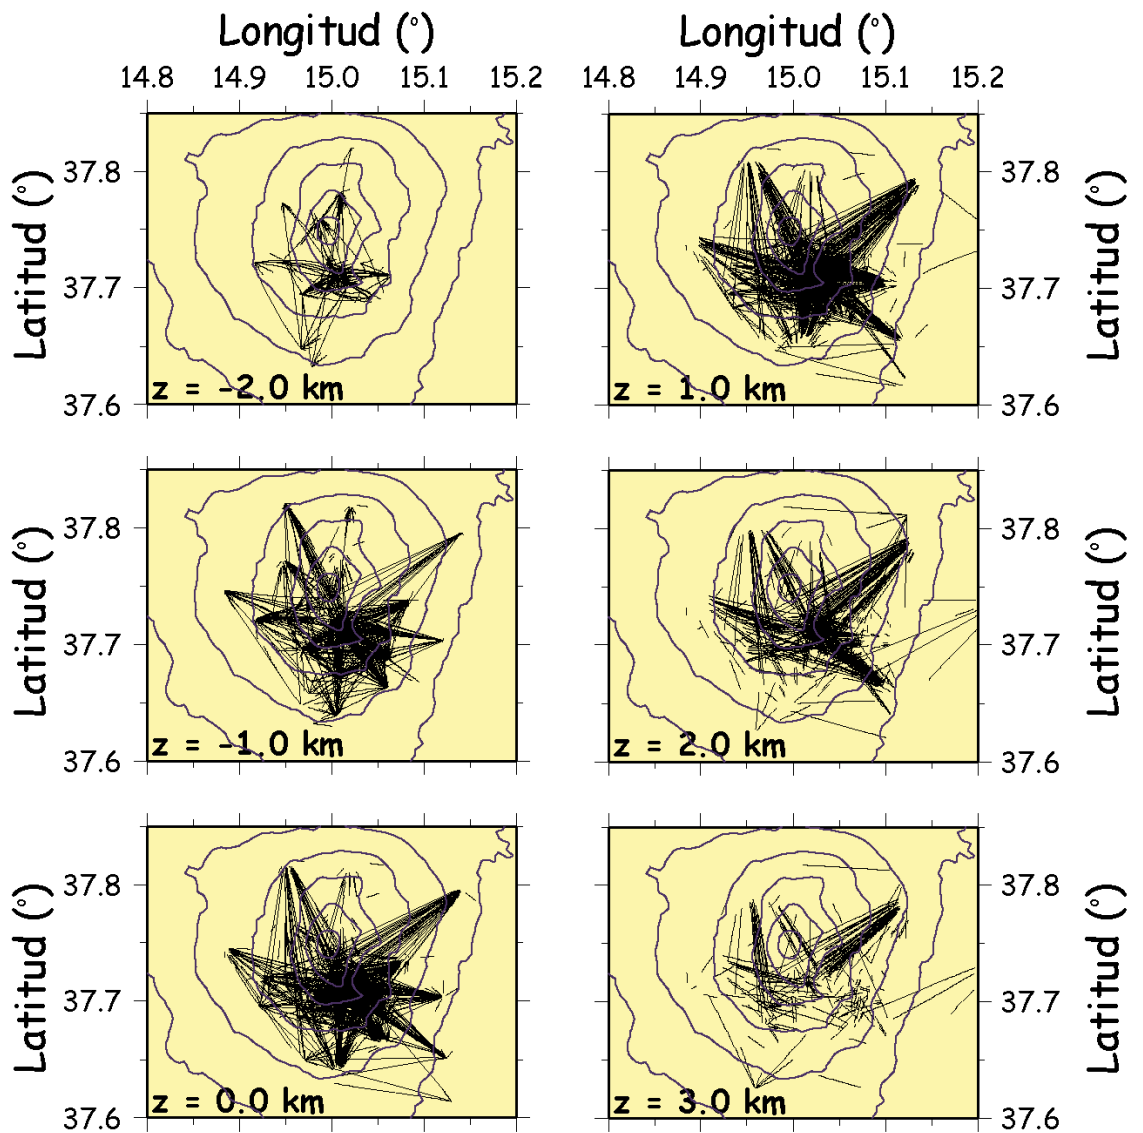 Longitud (°) Longitud (°)
14.8 14.9 15.0 15.1 15.2 14.8 14.9 15.0 15.1 15.2
Latitud (°) 37.8 37.7 37.6 z = -2.0 km z = 1.0 km 37.8 37.7 37.6 Latitud (°)
Latitud (°) 37.8 37.7 37.6 z = -1.0 km z = 2.0 km 37.8 37.7 37.6 Latitud (°)
Latitud (°) 37.8 37.7 37.6 z = 0.0 km z = 3.0 km 37.8 37.7 37.6 Latitud (°)